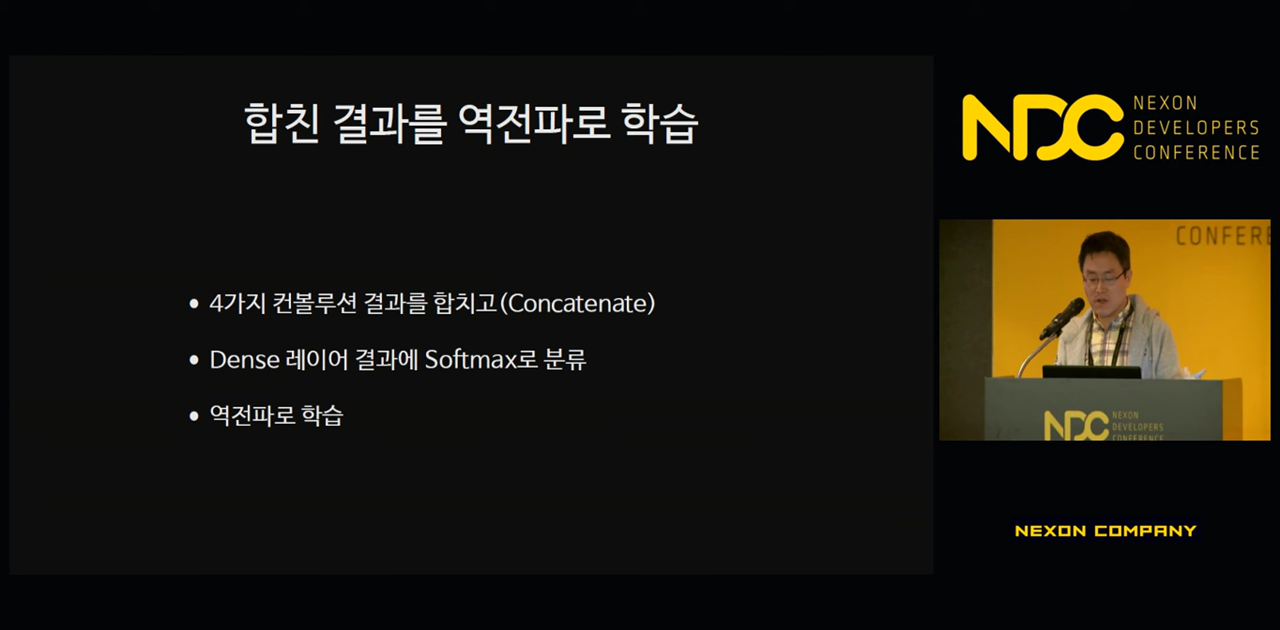 합친 결과를 역전파로 학습
• 4가지 컨볼루션 결과를 합치고(Concatenate)
• Dense 레이어 결과에 Softmax로 분류
• 역전파로 학습
NDC
NEXON
DEVELOPERS
CONFERENCE
CONFERE
NDC
NEXON
DEVELOPERS
CONFERENCE
NEXON COMPANY